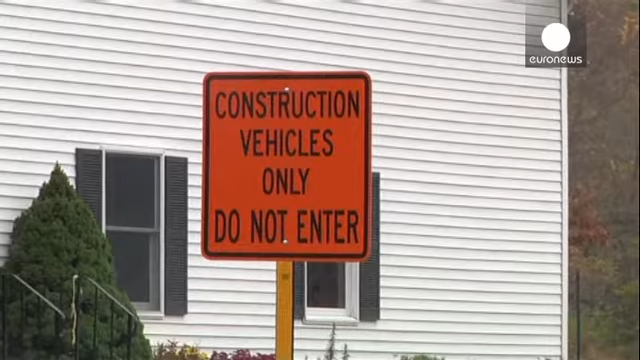 euronews
CONSTRUCTION
VEHICLES
ONLY
DO NOT ENTER